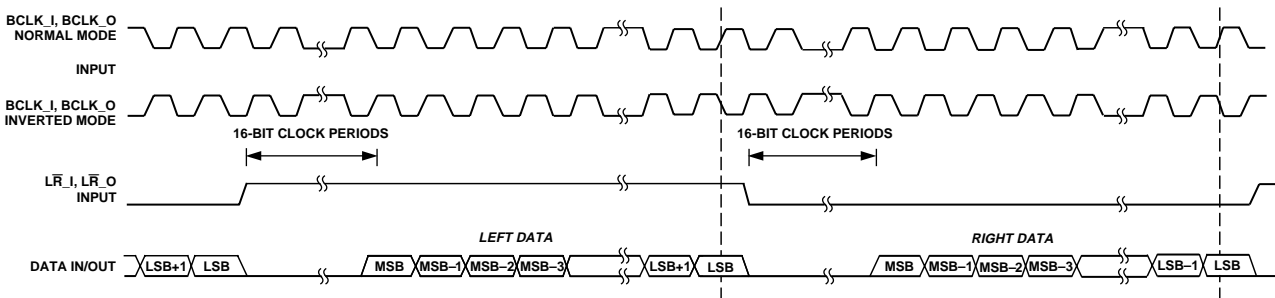 BCLK_I, BCLK_O
NORMAL MODE
INPUT
BCLK_I, BCLK_O
INVERTED MODE
16-BIT CLOCK PERIODS
16-BIT CLOCK PERIODS
LR̅_I, LR̅_O
INPUT
LEFT DATA
RIGHT DATA
DATA IN/OUT
LSB+1 LSB MSB MSB–1 MSB–2 MSB–3 LSB+1 LSB MSB MSB–1 MSB–2 MSB–3 LSB–1 LSB